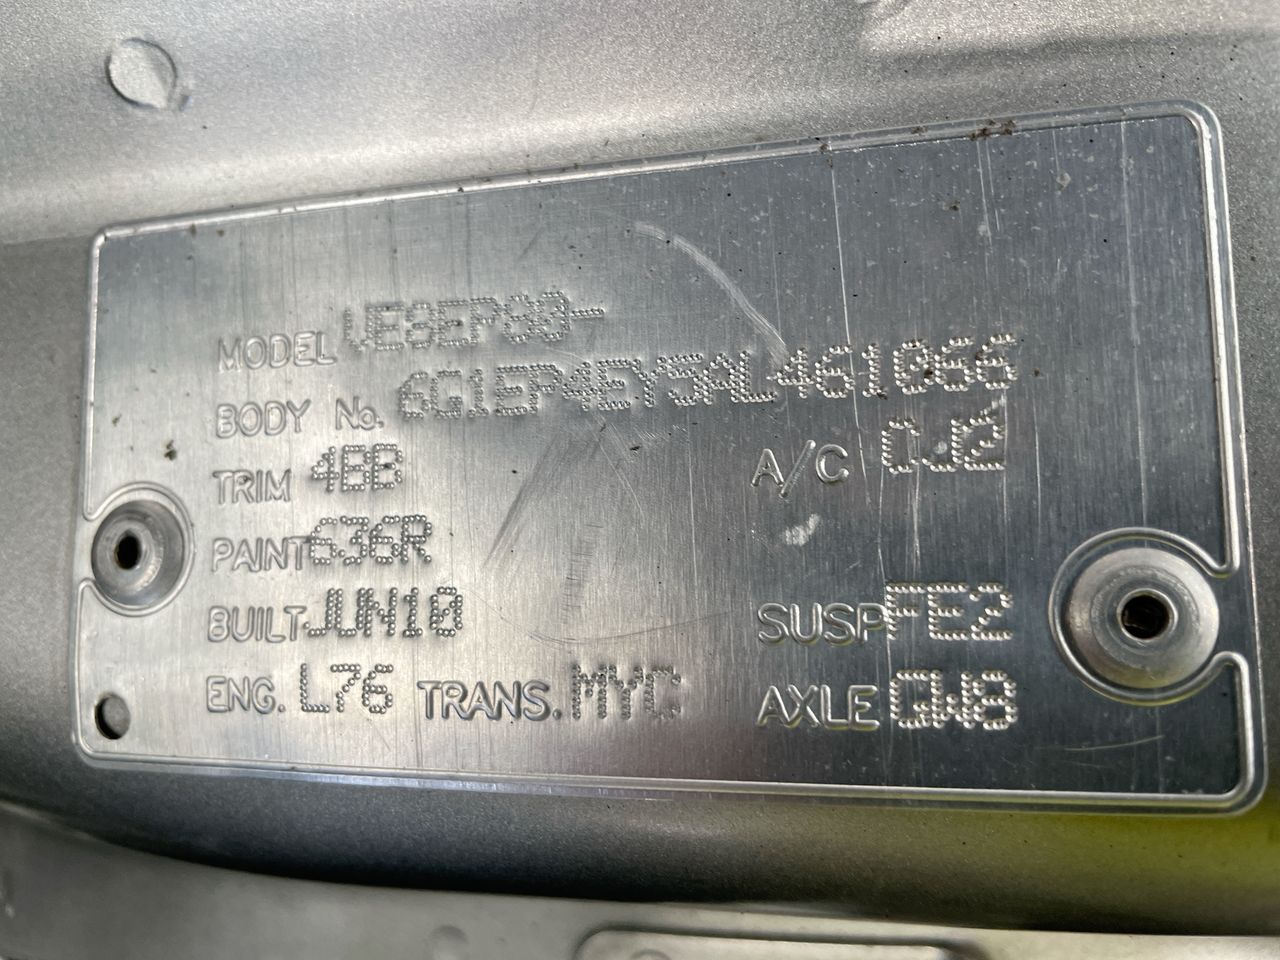 MODEL VE8EP80-
BODY No. 6G1EP4EY5AL461066
TRIM 4BB A/C CJ2
PAINT 636R
BUILT JUN10 SUSP FE2
ENG. L76 TRANS. MYC AXLE GW8